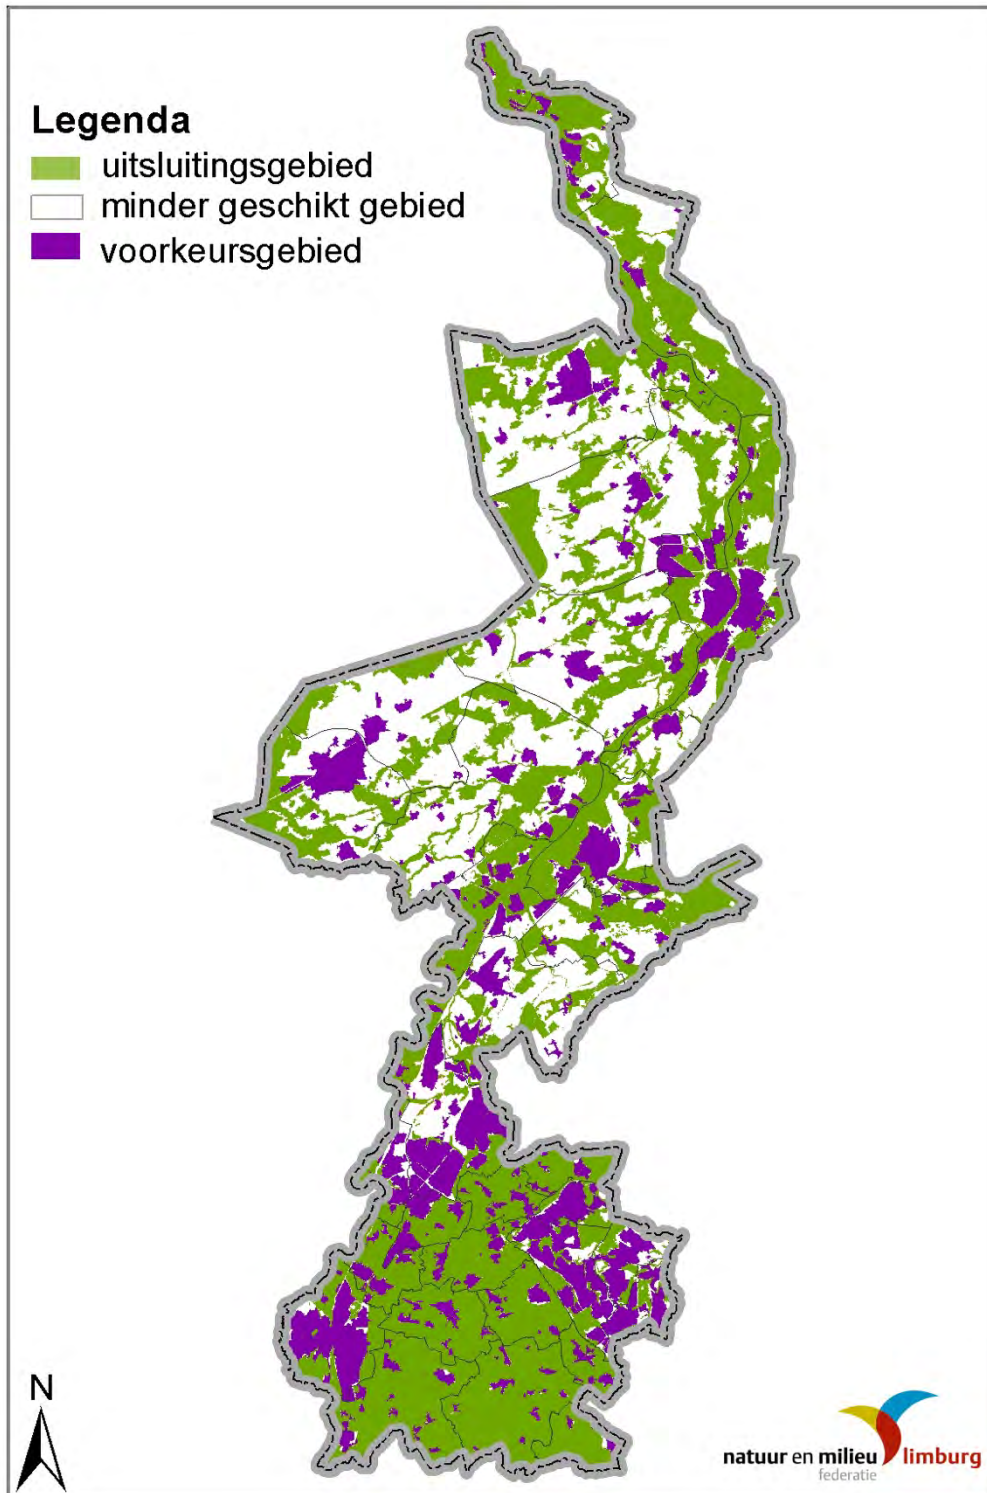 Legenda
uitsluitingsgebied
minder geschikt gebied
voorkeursgebied
N
natuur en milieu limburg
federatie